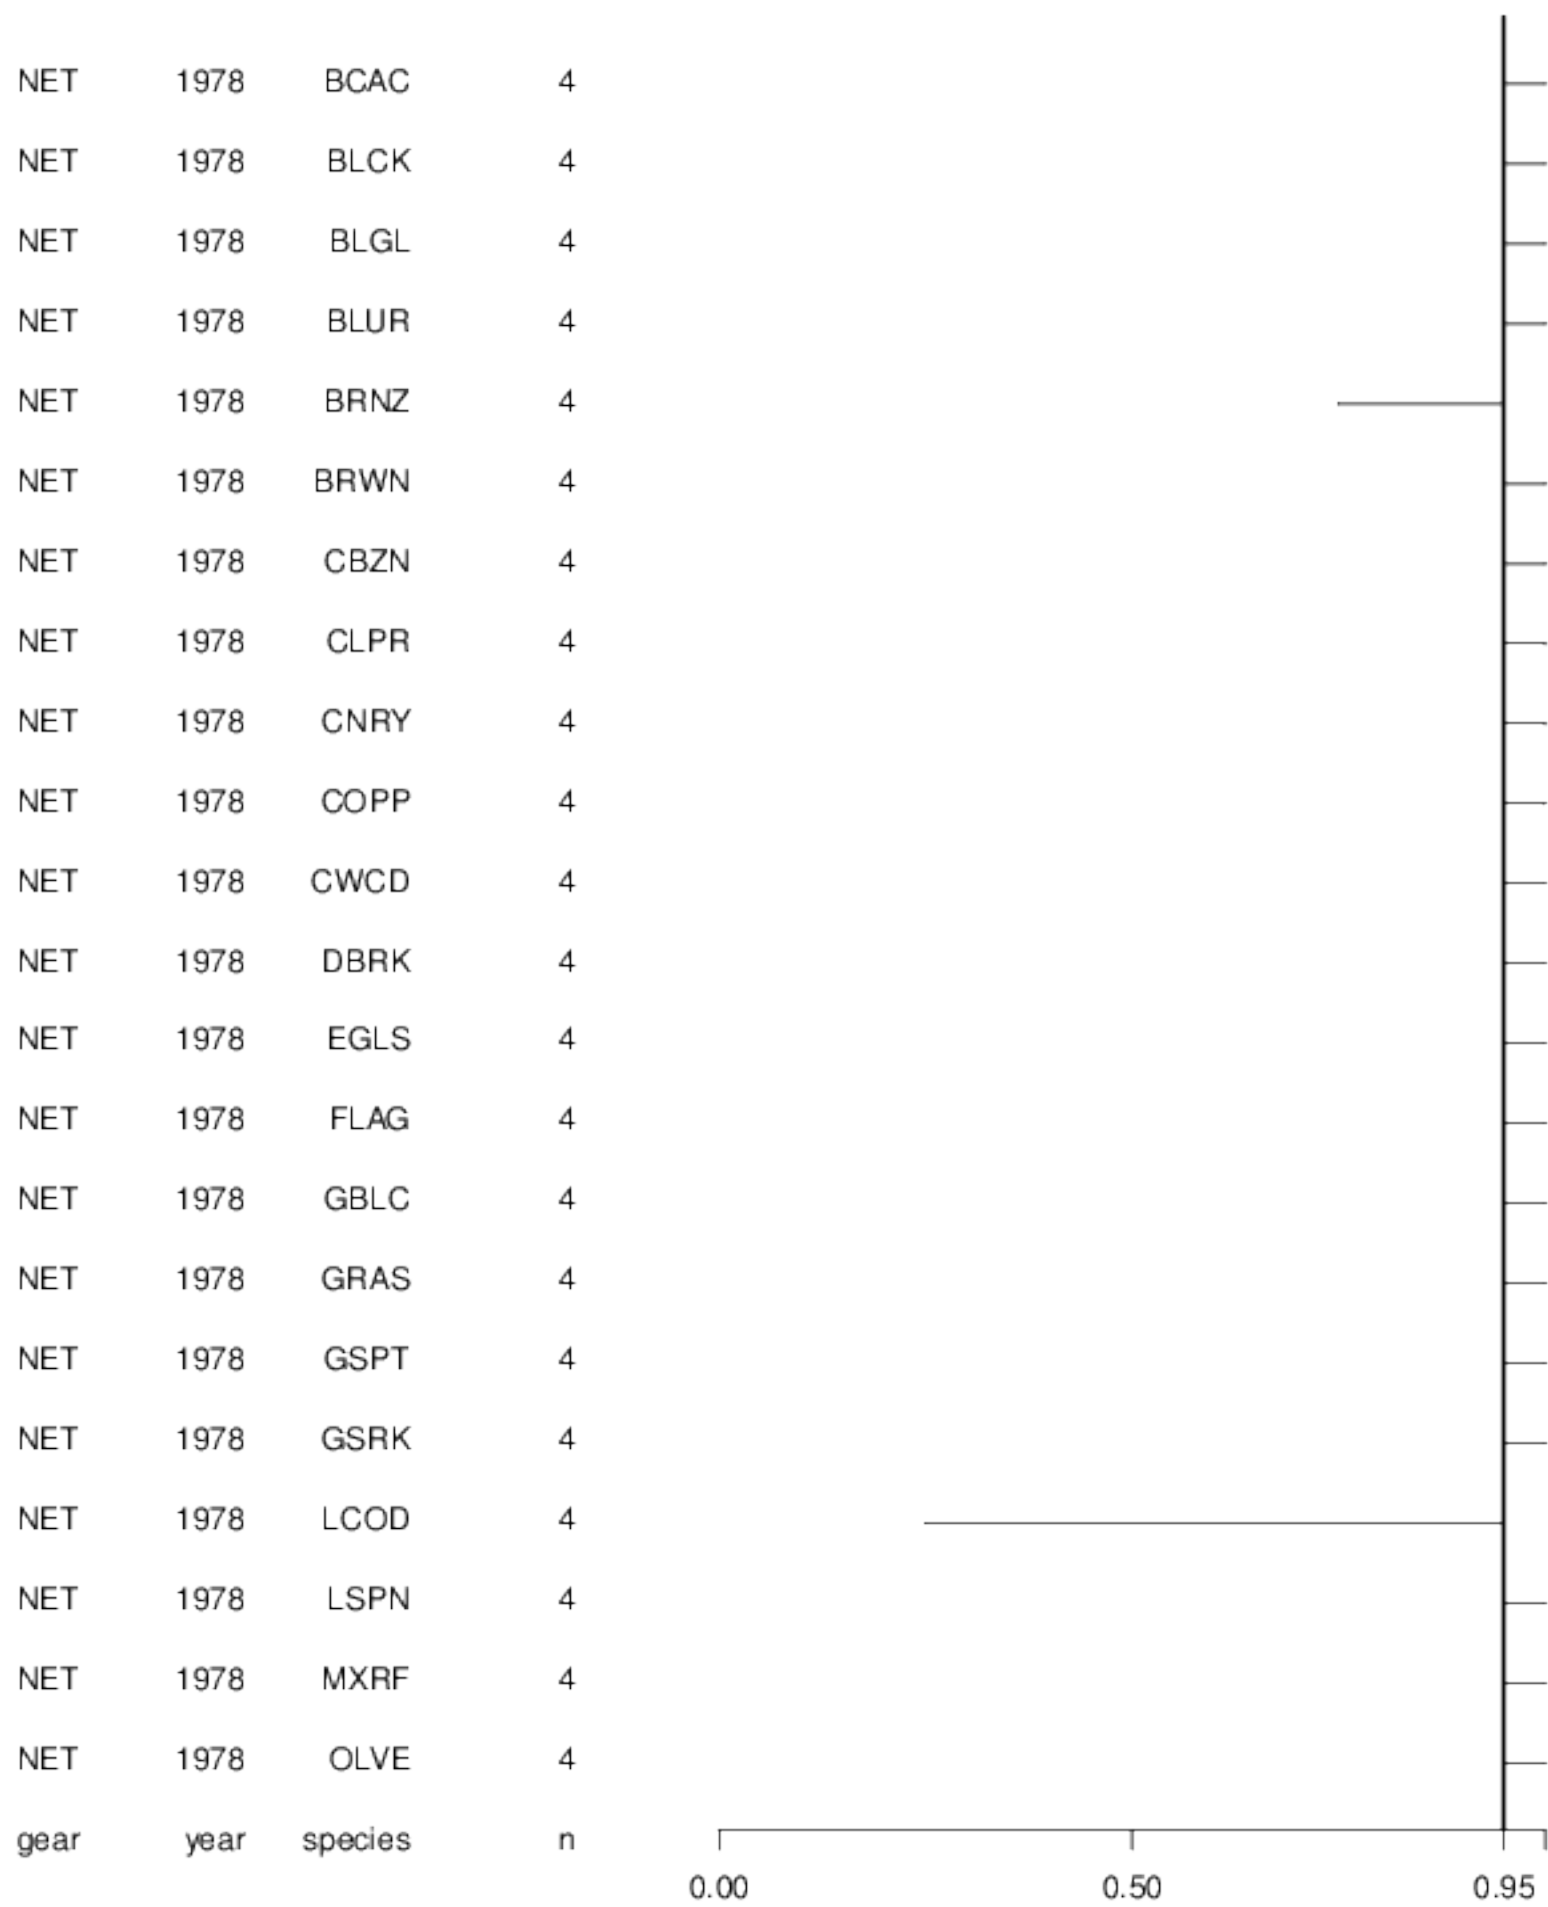 NET 1978 BCAC 4
NET 1978 BLCK 4
NET 1978 BLGL 4
NET 1978 BLUR 4
NET 1978 BRNZ 4
NET 1978 BRWN 4
NET 1978 CBZN 4
NET 1978 CLPR 4
NET 1978 CNRY 4
NET 1978 COPP 4
NET 1978 CWCD 4
NET 1978 DBRK 4
NET 1978 EGLS 4
NET 1978 FLAG 4
NET 1978 GBLC 4
NET 1978 GRAS 4
NET 1978 GSPT 4
NET 1978 GSRK 4
NET 1978 LCOD 4
NET 1978 LSPN 4
NET 1978 MXRF 4
NET 1978 OLVE 4
gear year species n
0.00 0.50 0.95